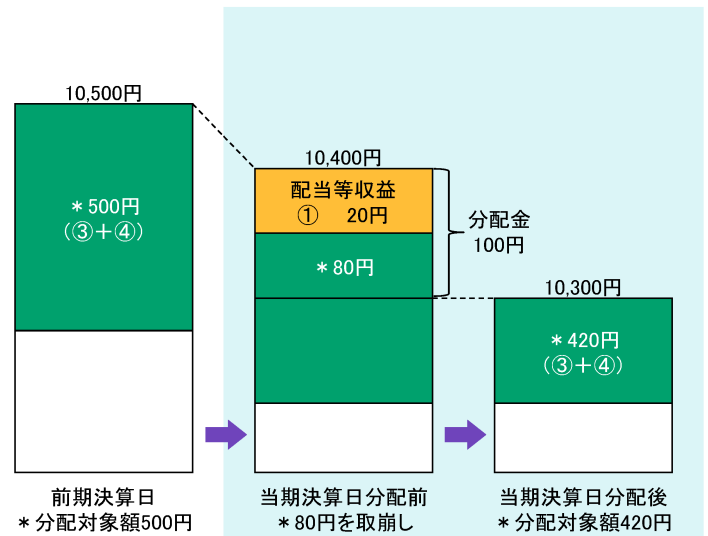 10,500円
＊500円
(③＋④)
前期決算日
＊分配対象額500円
10,400円
配当等収益
① 20円
＊80円
分配金
100円
当期決算日分配前
＊80円を取崩し
10,300円
＊420円
(③＋④)
当期決算日分配後
＊分配対象額420円